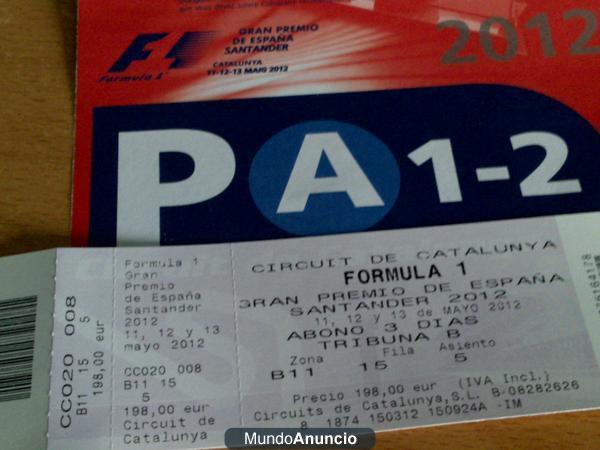 F1
Formula 1
GRAN PREMIO
DE ESPAÑA
SANTANDER
CATALUNYA
11-12-13 MAIG 2012
2012
P A 1-2
CC020 008
B11 15 5
198,00 eur
Formula 1
Gran
Premio
de España
Santander
2012
11, 12 y 13
mayo 2012
CC020 008
B11 15
5
198,00 eur
Circuit de
Catalunya
CIRCUIT DE CATALUNYA
FORMULA 1
GRAN PREMIO DE ESPAÑA
SANTANDER 2012
11, 12 y 13 de MAYO 2012
ABONO 3 DIAS
TRIBUNA B
Zona Fila Asiento
B11 15 5
Precio 198,00 eur (IVA Incl.)
Circuits de Catalunya,S.L. B-08282626
8 1874 150312 150924A -IM
MundoAnuncio